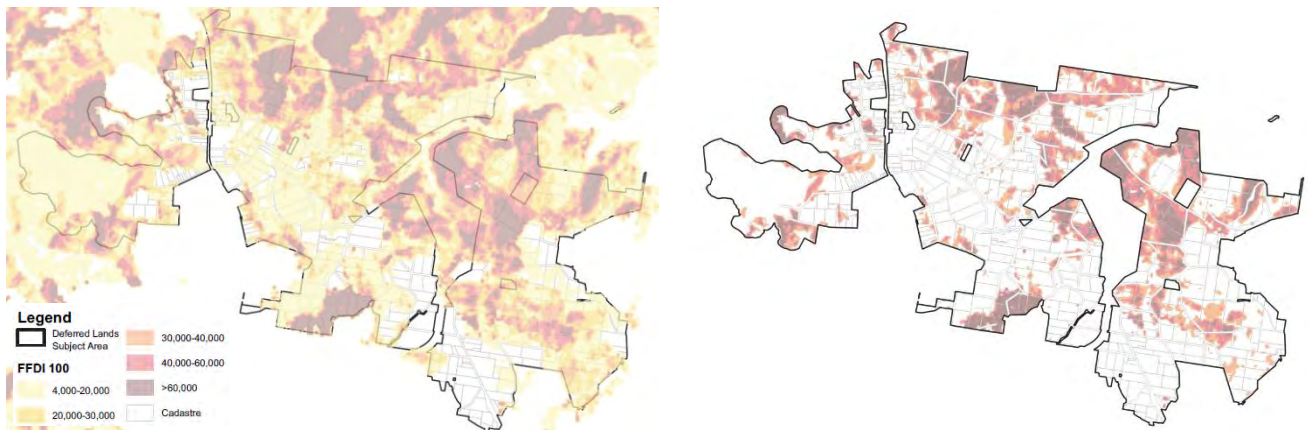 Legend
Deferred Lands
Subject Area
FFDI 100
4,000-20,000
20,000-30,000
30,000-40,000
40,000-60,000
>60,000
Cadastre